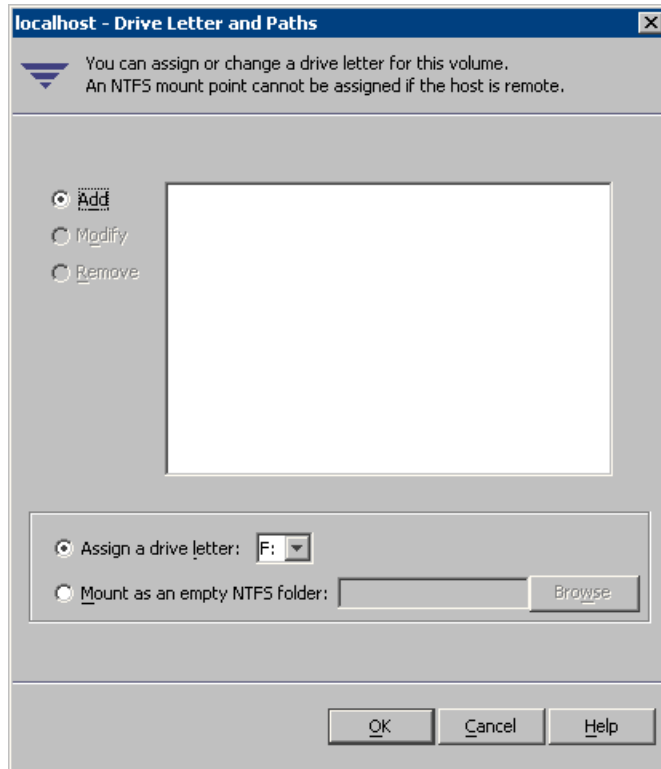 localhost - Drive Letter and Paths
You can assign or change a drive letter for this volume.
An NTFS mount point cannot be assigned if the host is remote.
Add
Modify
Remove
Assign a drive letter: F:
Mount as an empty NTFS folder: Browse
OK Cancel Help